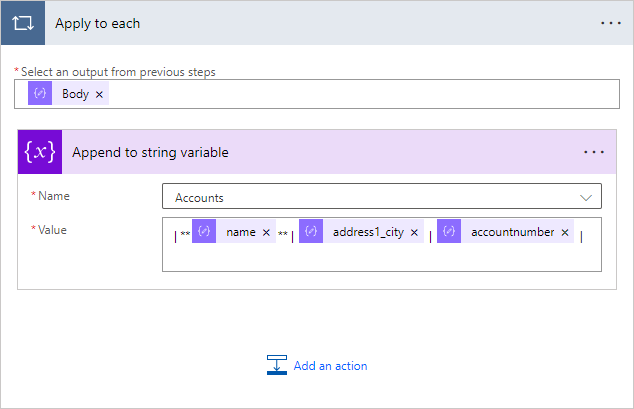 Apply to each ...
* Select an output from previous steps
Body ×
{x} Append to string variable ...
* Name Accounts
* Value | ** name × ** | address1_city × | accountnumber × |
Add an action